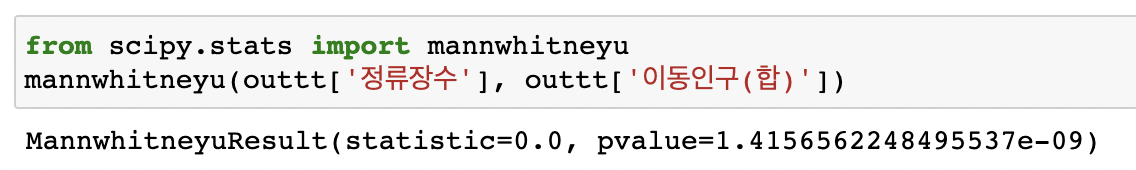 from scipy.stats import mannwhitneyu
mannwhitneyu(outtt['정류장수'], outtt['이동인구(합)'])
MannwhitneyuResult(statistic=0.0, pvalue=1.4156562248495537e-09)